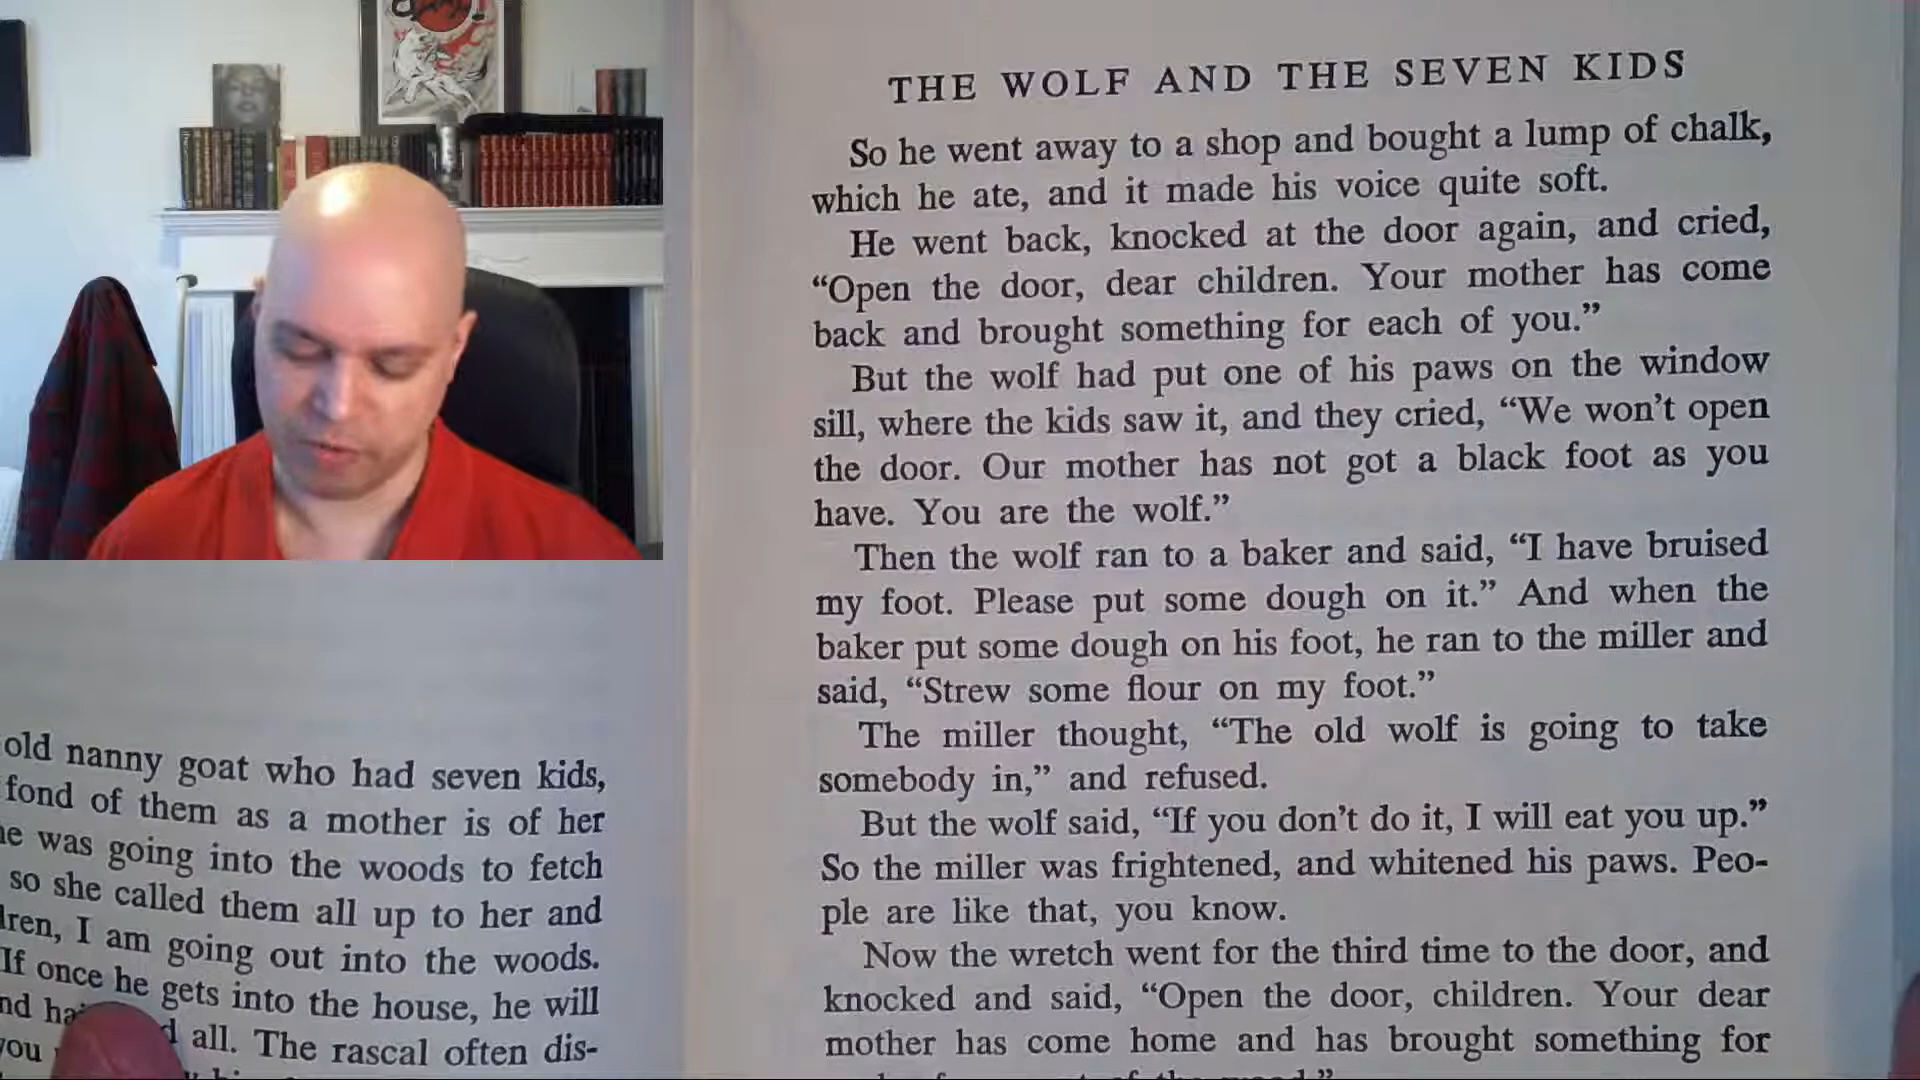 old nanny goat who had seven kids,
fond of them as a mother is of her
was going into the woods to fetch
so she called them all up to her and
I am going out into the woods.
If once he gets into the house, he will
all. The rascal often dis-
THE WOLF AND THE SEVEN KIDS
So he went away to a shop and bought a lump of chalk,
which he ate, and it made his voice quite soft.
He went back, knocked at the door again, and cried,
“Open the door, dear children. Your mother has come
back and brought something for each of you.”
But the wolf had put one of his paws on the window
sill, where the kids saw it, and they cried, “We won’t open
the door. Our mother has not got a black foot as you
have. You are the wolf.”
Then the wolf ran to a baker and said, “I have bruised
my foot. Please put some dough on it.” And when the
baker put some dough on his foot, he ran to the miller and
said, “Strew some flour on my foot.”
The miller thought, “The old wolf is going to take
somebody in,” and refused.
But the wolf said, “If you don’t do it, I will eat you up.”
So the miller was frightened, and whitened his paws. Peo-
ple are like that, you know.
Now the wretch went for the third time to the door, and
knocked and said, “Open the door, children. Your dear
mother has come home and has brought something for